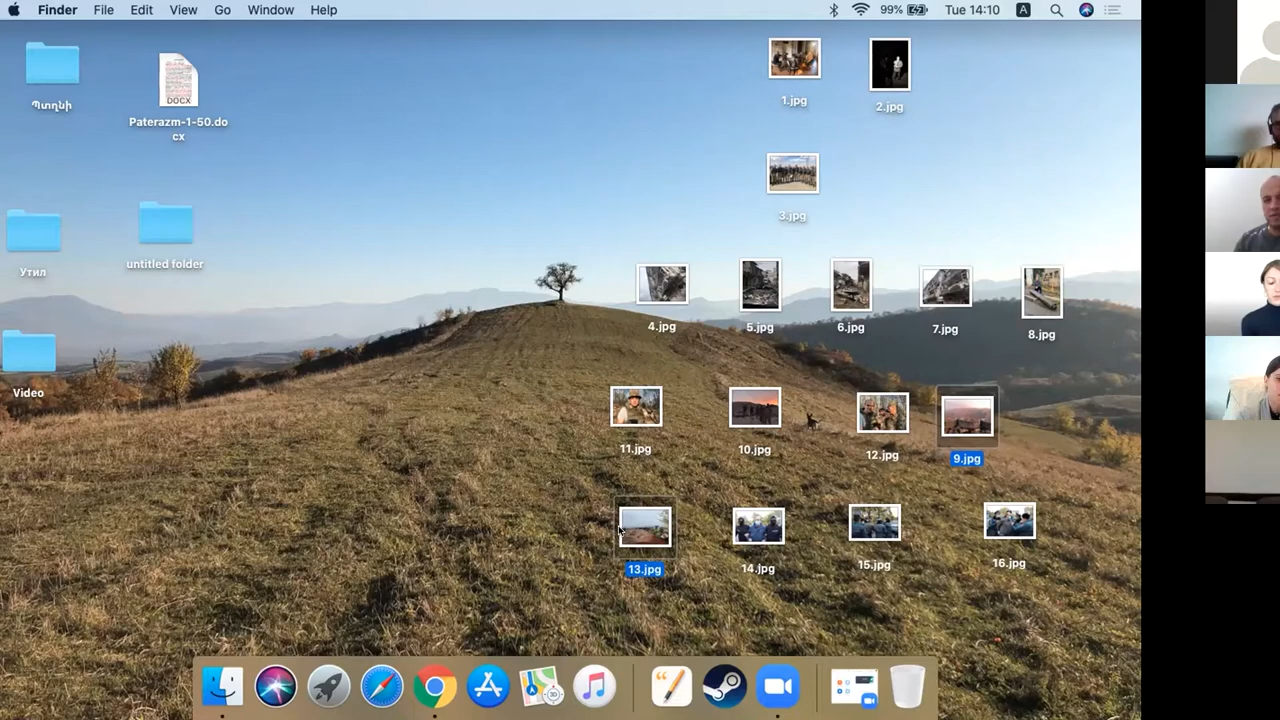 Finder File Edit View Go Window Help 99% Tue 14:10 A
Պտղնի
DOCX
Paterazm-1-50.do
cx
1.jpg
2.jpg
3.jpg
Утил
untitled folder
4.jpg
5.jpg
6.jpg
7.jpg
8.jpg
Video
11.jpg
10.jpg
12.jpg
9.jpg
13.jpg
14.jpg
15.jpg
16.jpg
3D